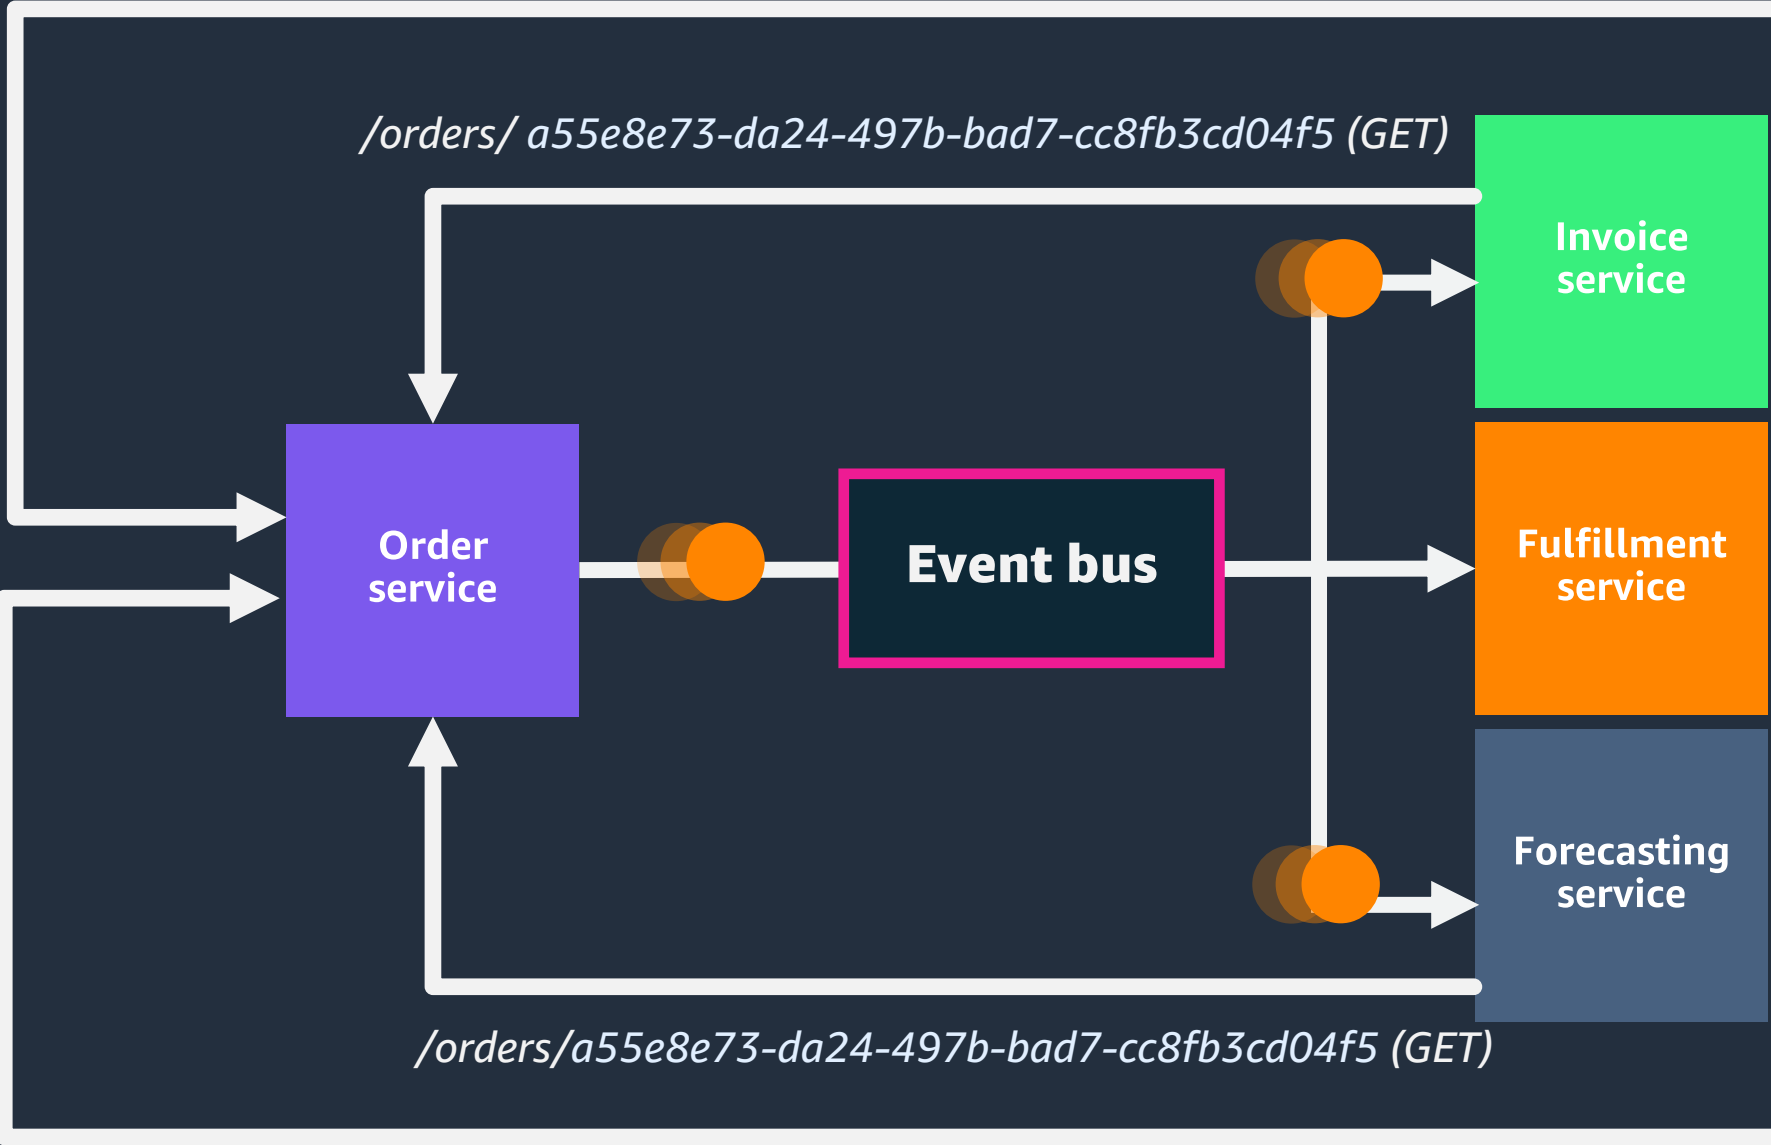 /orders/ a55e8e73-da24-497b-bad7-cc8fb3cd04f5 (GET)
Invoice
service
Order
service
Event bus
Fulfillment
service
Forecasting
service
/orders/a55e8e73-da24-497b-bad7-cc8fb3cd04f5 (GET)